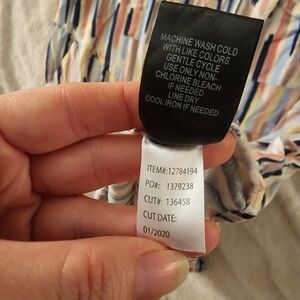 MACHINE WASH COLD
WITH LIKE COLORS
GENTLE CYCLE
USE ONLY NON-
CHLORINE BLEACH
IF NEEDED
LINE DRY
COOL IRON IF NEEDED
ITEM#:12784194
PO#: 1379238
CUT#: 136458
CUT DATE:
01/2020